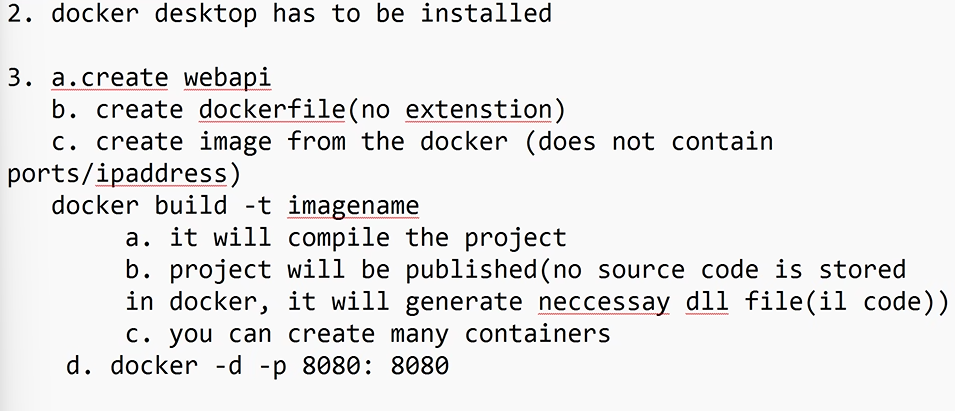 2. docker desktop has to be installed
3. a.create webapi
b. create dockerfile(no extenstion)
c. create image from the docker (does not contain
ports/ipaddress)
docker build -t imagename
a. it will compile the project
b. project will be published(no source code is stored
in docker, it will generate neccessay dll file(il code))
c. you can create many containers
d. docker -d -p 8080: 8080